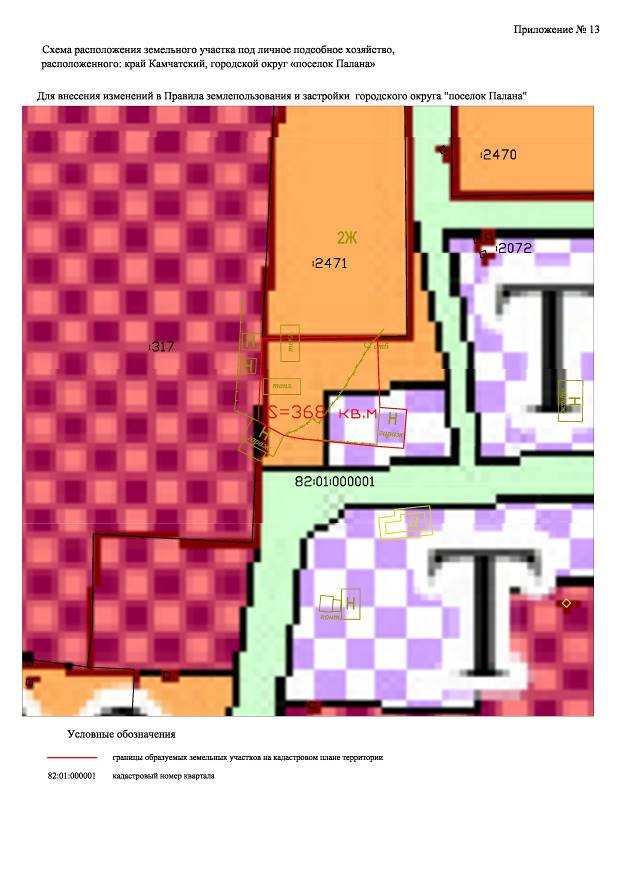 Приложение № 13
Схема расположения земельного участка под личное подсобное хозяйство,
расположенного: край Камчатский, городской округ «поселок Палана»
Для внесения изменений в Правила землепользования и застройки городского округа "поселок Палана"
:2470
2Ж
:2072
:2471
Т
:317
Н
тепл
Н
тепл.
Н
S=368 кв.м
Н
гараж
Н
гараж
82:01:000001
Т
Н
Условные обозначения
границы образуемых земельных участков на кадастровом плане территории
82:01:000001 кадастровый номер квартала